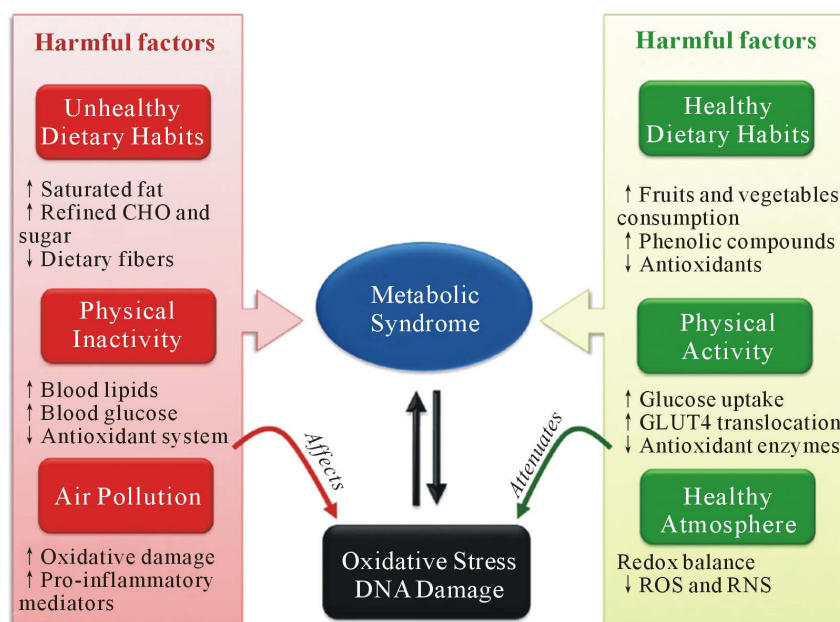 Harmful factors
Unhealthy
Dietary Habits
↑ Saturated fat
↑ Refined CHO and
sugar
↓ Dietary fibers
Physical
Inactivity
↑ Blood lipids
↑ Blood glucose
↓ Antioxidant system
Air Pollution
↑ Oxidative damage
↑ Pro-inflammatory
mediators
Metabolic
Syndrome
Affects
Attenuates
Oxidative Stress
DNA Damage
Harmful factors
Healthy
Dietary Habits
↑ Fruits and vegetables
consumption
↑ Phenolic compounds
↓ Antioxidants
Physical
Activity
↑ Glucose uptake
↑ GLUT4 translocation
↓ Antioxidant enzymes
Healthy
Atmosphere
Redox balance
↓ ROS and RNS